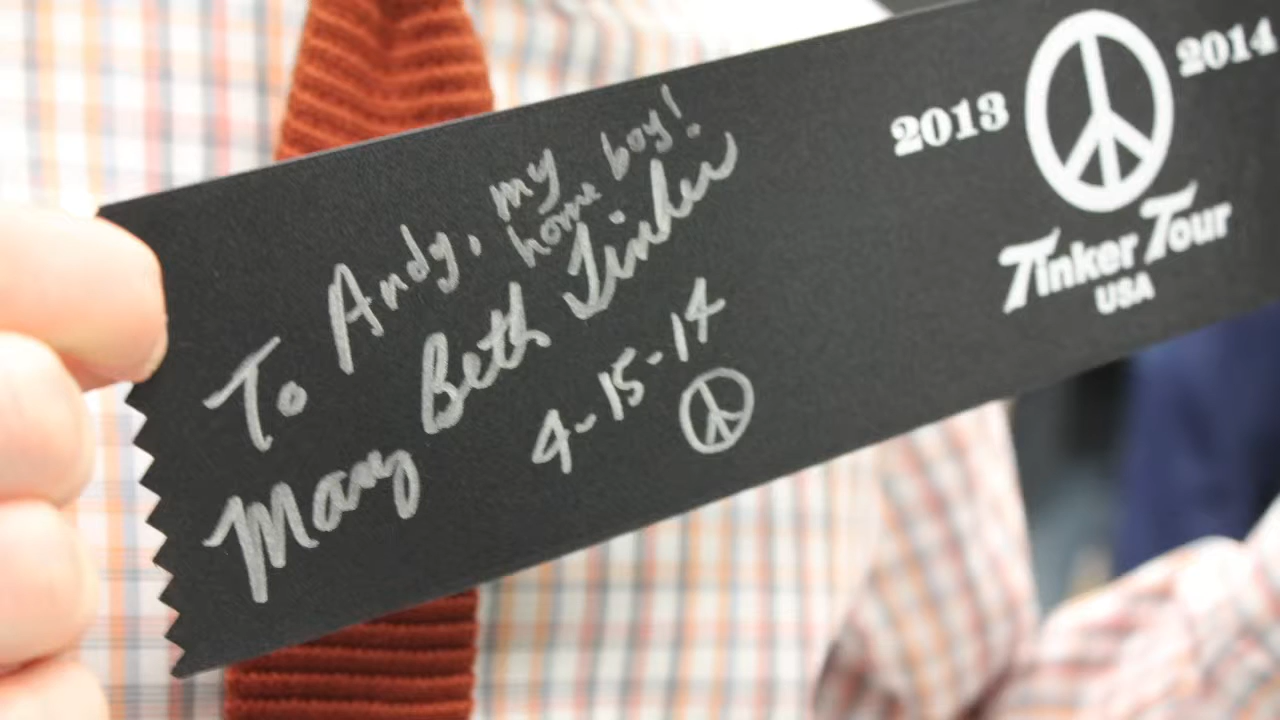 To Andy, my home boy!
Mary Beth Tinker
4-15-14
2013 2014
Tinker Tour
USA